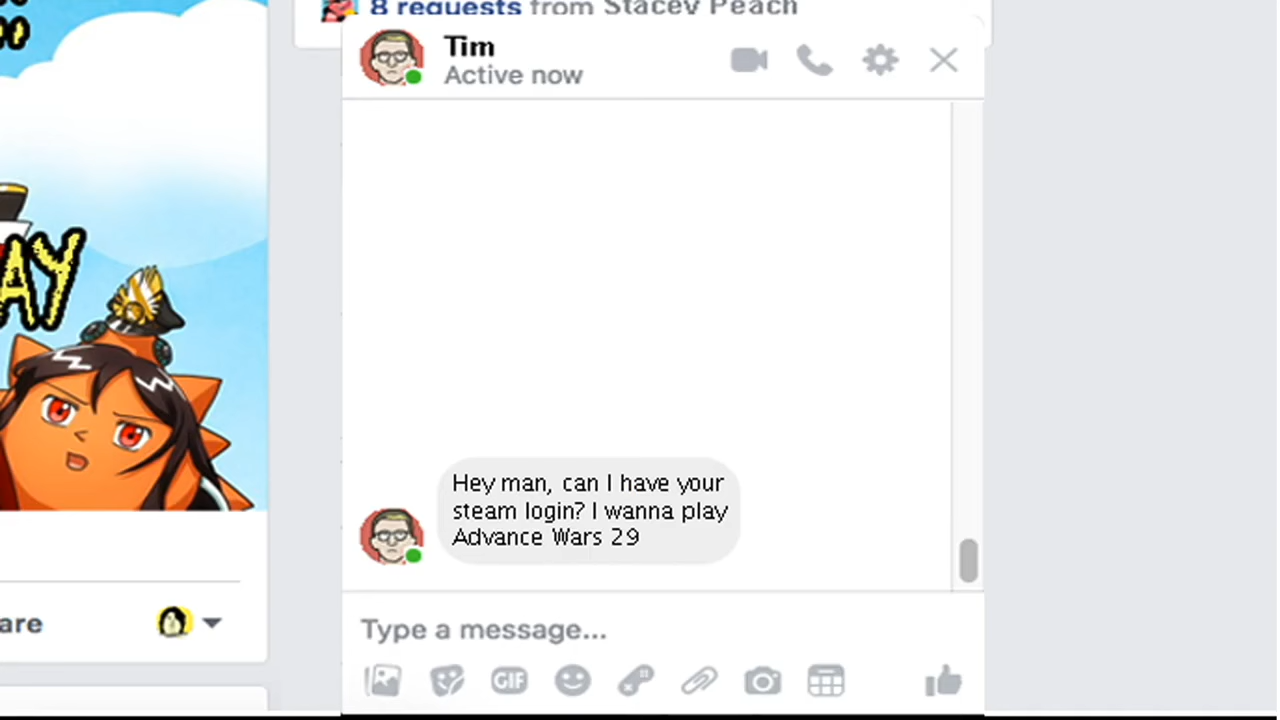 8 requests from Stacey Peach
Tim
Active now
AY
Hey man, can I have your
steam login? I wanna play
Advance Wars 29
are
Type a message...
GIF